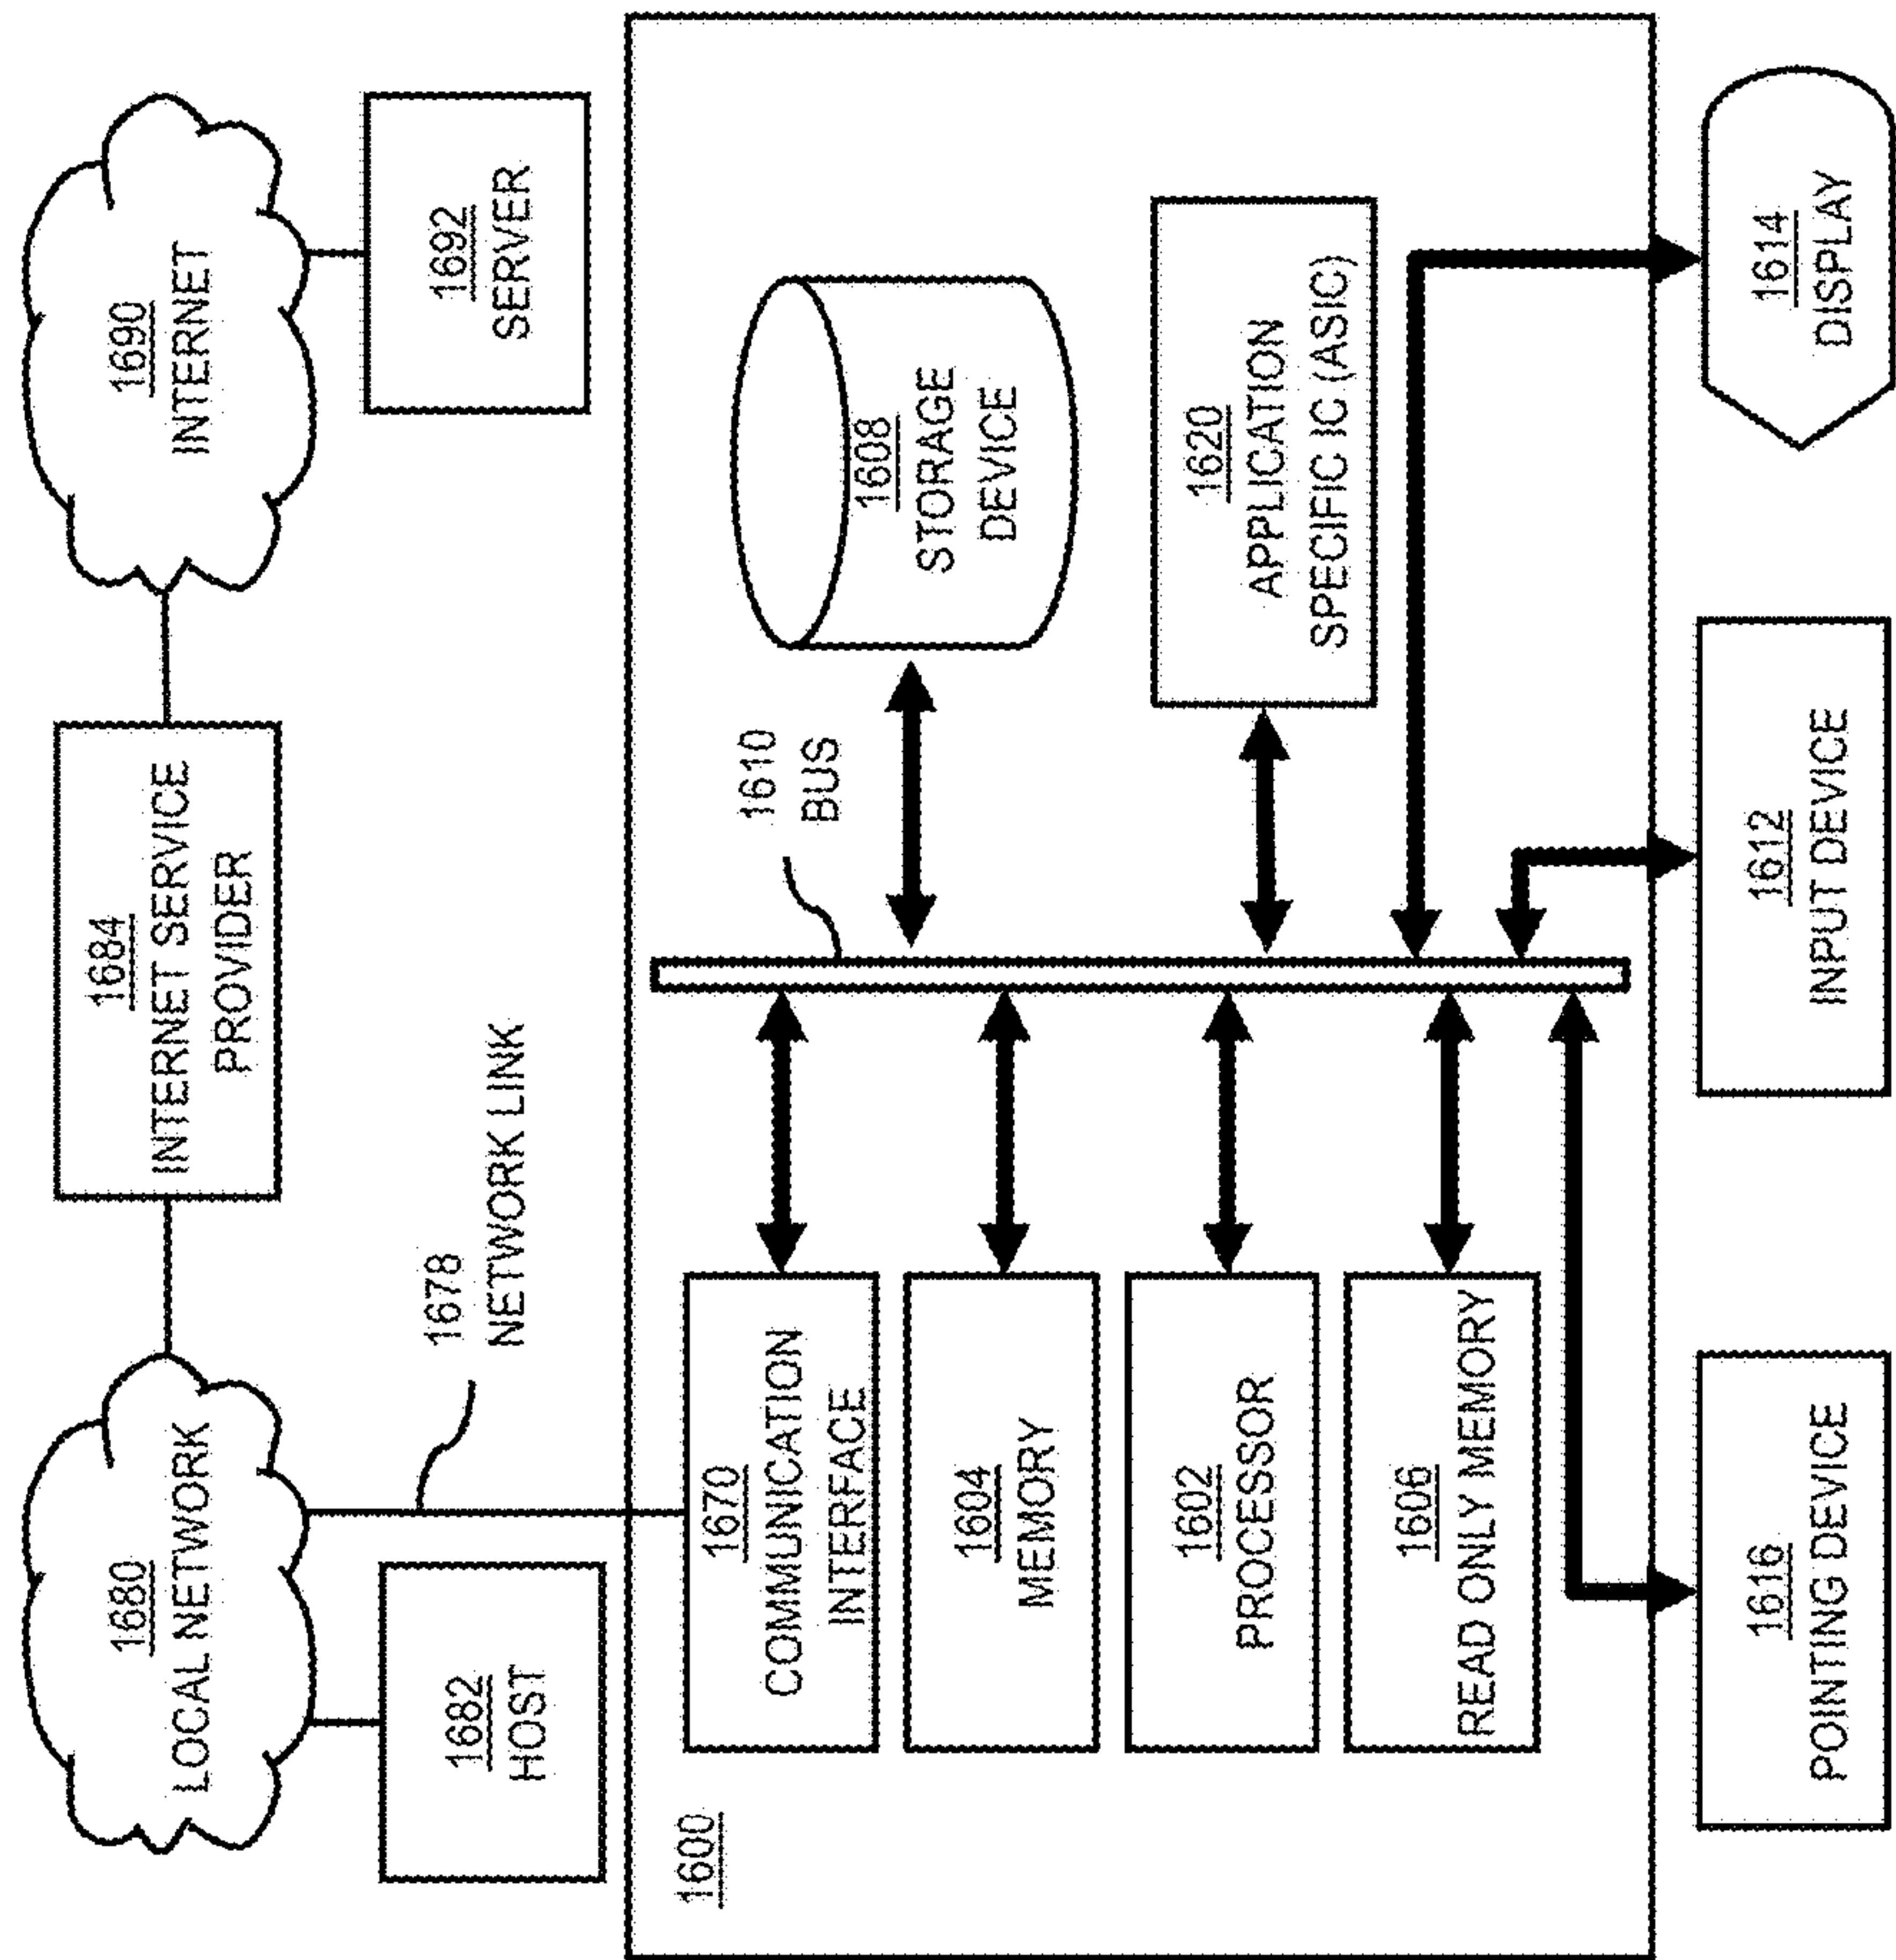 1680
LOCAL NETWORK
1684
INTERNET SERVICE
PROVIDER
1690
INTERNET
1682
HOST
1678
NETWORK LINK
1692
SERVER
1600
1670
COMMUNICATION
INTERFACE
1610
BUS
1608
STORAGE
DEVICE
1604
MEMORY
1602
PROCESSOR
1620
APPLICATION
SPECIFIC IC (ASIC)
1606
READ ONLY MEMORY
1616
POINTING DEVICE
1612
INPUT DEVICE
1614
DISPLAY